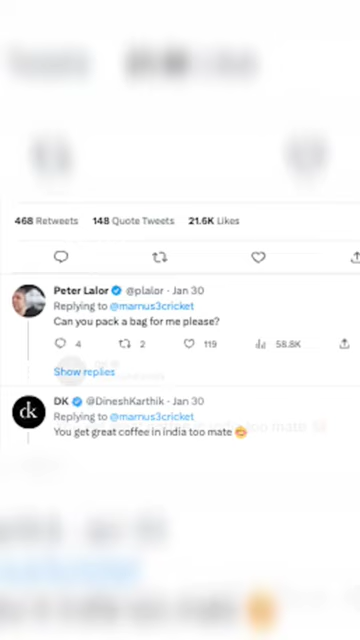 468 Retweets 148 Quote Tweets 21.6K Likes
Peter Lalor @plalor · Jan 30
Replying to @marnus3cricket
Can you pack a bag for me please?
4 2 119 58.8K
Show replies
dk
DK @DineshKarthik · Jan 30
Replying to @marnus3cricket
You get great coffee in india too mate